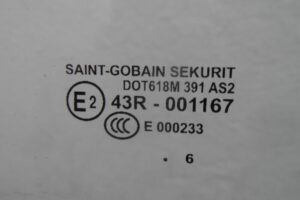 SAINT-GOBAIN SEKURIT
DOT618M 391 AS2
E2 43R - 001167
CCC E 000233
. 6